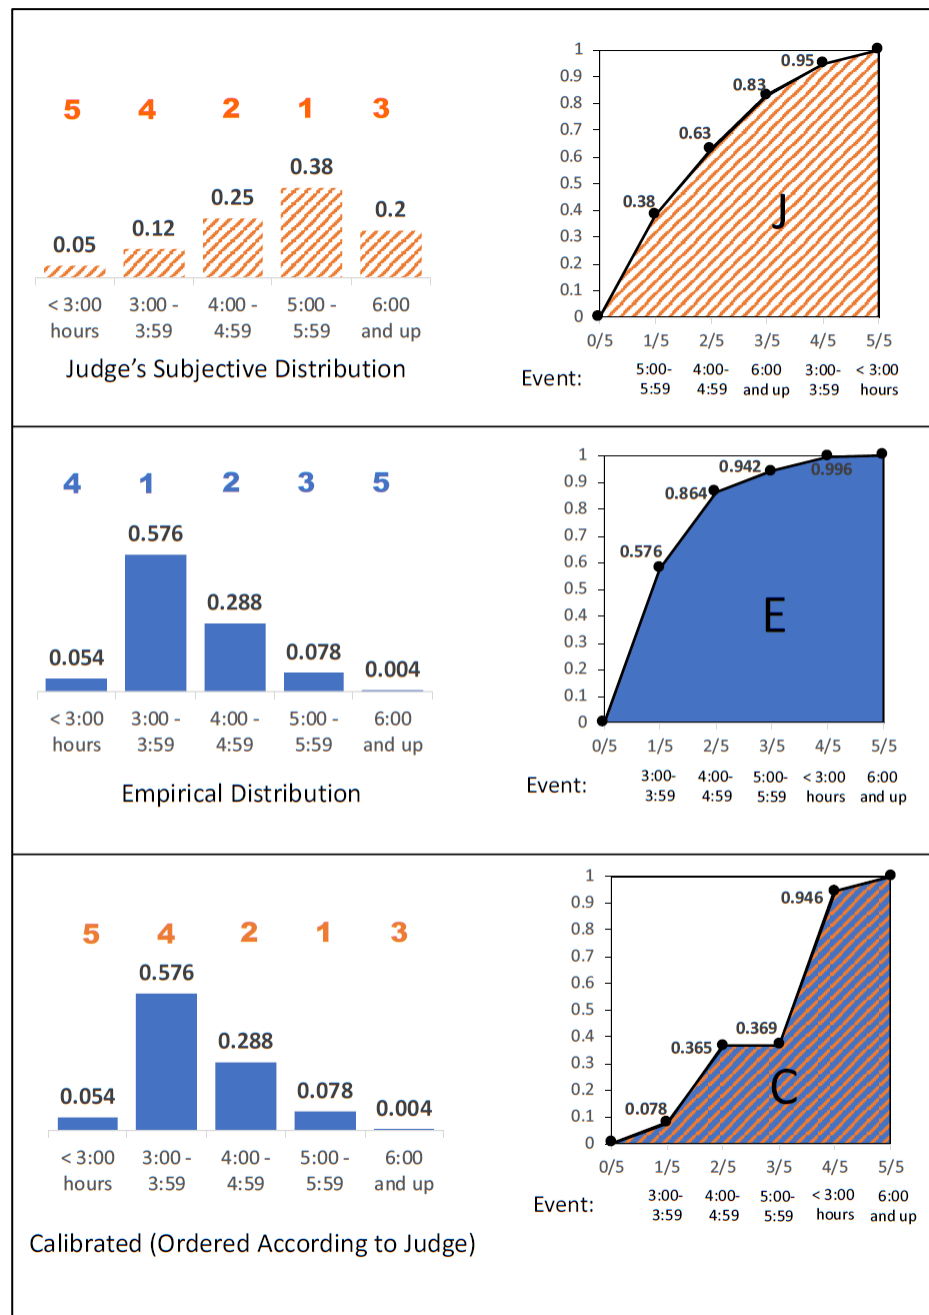 5 4 2 1 3
0.05 0.12 0.25 0.38 0.2
< 3:00 3:00 - 4:00 - 5:00 - 6:00
hours 3:59 4:59 5:59 and up
Judge's Subjective Distribution
1
0.9
0.8
0.7
0.6
0.5
0.4
0.3
0.2
0.1
0
0.38
0.63
0.83
0.95
J
0/5 1/5 2/5 3/5 4/5 5/5
Event: 5:00- 4:00- 6:00 3:00- < 3:00
5:59 4:59 and up 3:59 hours
4 1 2 3 5
0.054 0.576 0.288 0.078 0.004
< 3:00 3:00 - 4:00 - 5:00 - 6:00
hours 3:59 4:59 5:59 and up
Empirical Distribution
1
0.9
0.8
0.7
0.6
0.5
0.4
0.3
0.2
0.1
0
0.576
0.864
0.942
0.996
E
0/5 1/5 2/5 3/5 4/5 5/5
Event: 3:00- 4:00- 5:00- < 3:00 6:00
3:59 4:59 5:59 hours and up
5 4 2 1 3
0.054 0.576 0.288 0.078 0.004
< 3:00 3:00 - 4:00 - 5:00 - 6:00
hours 3:59 4:59 5:59 and up
Calibrated (Ordered According to Judge)
1
0.9
0.8
0.7
0.6
0.5
0.4
0.3
0.2
0.1
0
0.078
0.365
0.369
0.946
C
0/5 1/5 2/5 3/5 4/5 5/5
Event: 3:00- 4:00- 5:00- < 3:00 6:00
3:59 4:59 5:59 hours and up